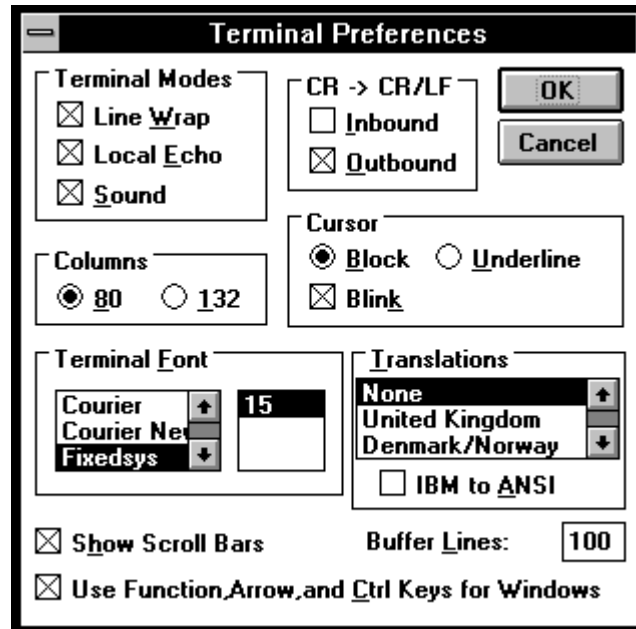 Terminal Preferences
Terminal Modes
Line Wrap
Local Echo
Sound
CR -> CR/LF
Inbound
Outbound
OK
Cancel
Columns
80 132
Cursor
Block Underline
Blink
Terminal Font
Courier
Courier Nev
Fixedsys
15
Translations
None
United Kingdom
Denmark/Norway
IBM to ANSI
Show Scroll Bars
Buffer Lines: 100
Use Function,Arrow,and Ctrl Keys for Windows